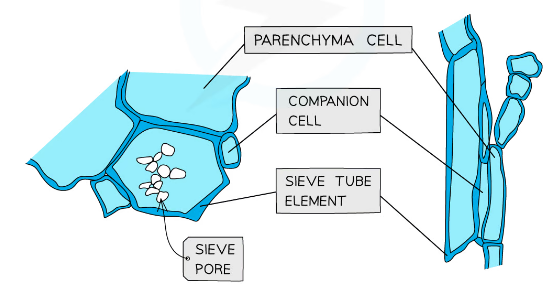 PARENCHYMA CELL
COMPANION
CELL
SIEVE TUBE
ELEMENT
SIEVE
PORE